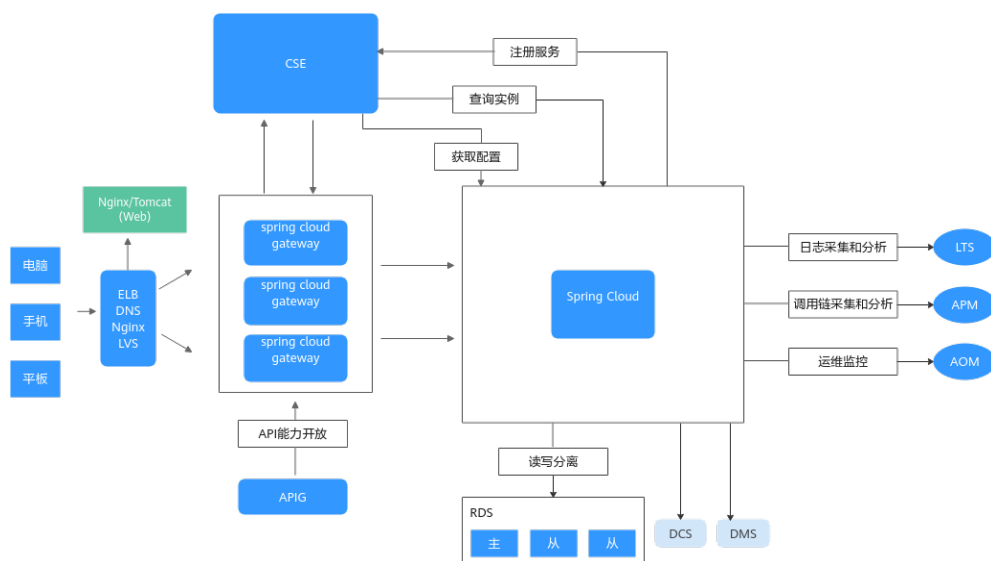 CSE
注册服务
查询实例
获取配置
Nginx/Tomcat
(Web)
电脑
手机
平板
ELB
DNS
Nginx
LVS
spring cloud
gateway
spring cloud
gateway
spring cloud
gateway
API能力开放
APIG
Spring Cloud
日志采集和分析
LTS
调用链采集和分析
APM
运维监控
AOM
读写分离
RDS
主
从
从
DCS
DMS